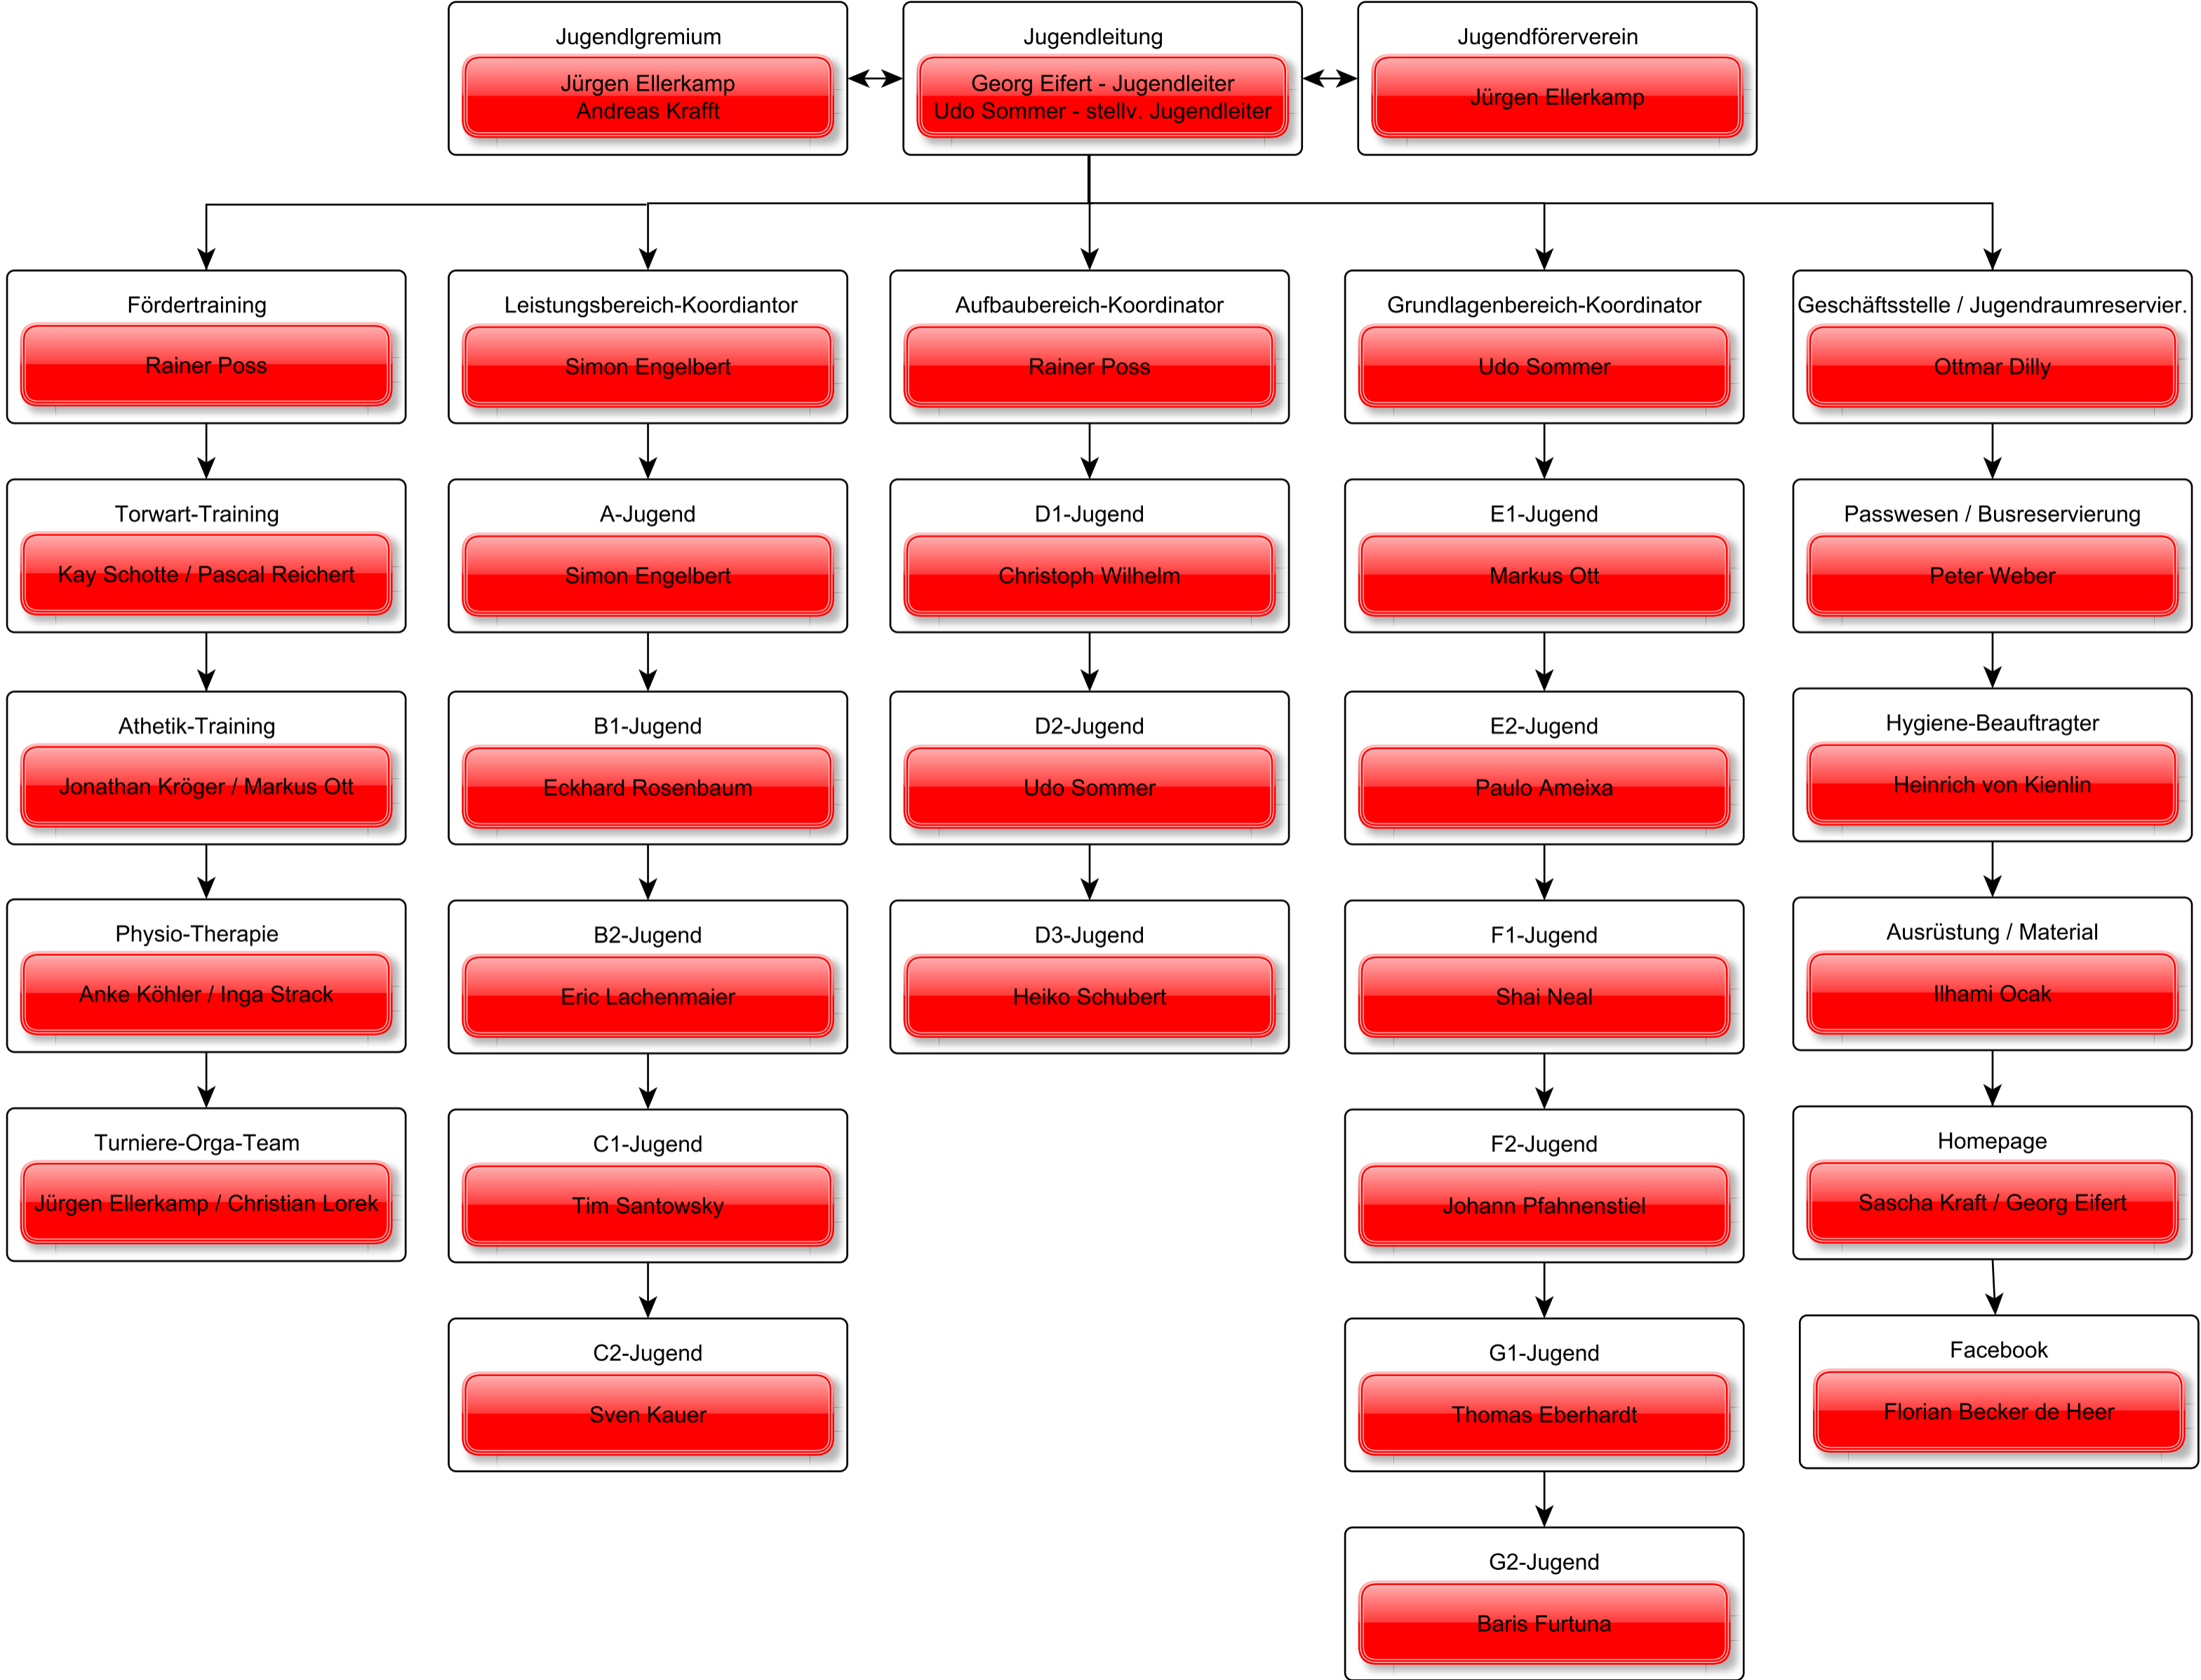 Jugendlgremium
Jürgen Ellerkamp
Andreas Krafft
Jugendleitung
Georg Eifert - Jugendleiter
Udo Sommer - stellv. Jugendleiter
Jugendförerverein
Jürgen Ellerkamp
Fördertraining
Rainer Poss
Torwart-Training
Kay Schotte / Pascal Reichert
Athetik-Training
Jonathan Kröger / Markus Ott
Physio-Therapie
Anke Köhler / Inga Strack
Turniere-Orga-Team
Jürgen Ellerkamp / Christian Lorek
Leistungsbereich-Koordiantor
Simon Engelbert
A-Jugend
Simon Engelbert
B1-Jugend
Eckhard Rosenbaum
B2-Jugend
Eric Lachenmaier
C1-Jugend
Tim Santowsky
C2-Jugend
Sven Kauer
Aufbaubereich-Koordinator
Rainer Poss
D1-Jugend
Christoph Wilhelm
D2-Jugend
Udo Sommer
D3-Jugend
Heiko Schubert
Grundlagenbereich-Koordinator
Udo Sommer
E1-Jugend
Markus Ott
E2-Jugend
Paulo Ameixa
F1-Jugend
Shai Neal
F2-Jugend
Johann Pfahnenstiel
G1-Jugend
Thomas Eberhardt
G2-Jugend
Baris Furtuna
Geschäftsstelle / Jugendraumreservier.
Ottmar Dilly
Passwesen / Busreservierung
Peter Weber
Hygiene-Beauftragter
Heinrich von Kienlin
Ausrüstung / Material
Ilhami Ocak
Homepage
Sascha Kraft / Georg Eifert
Facebook
Florian Becker de Heer